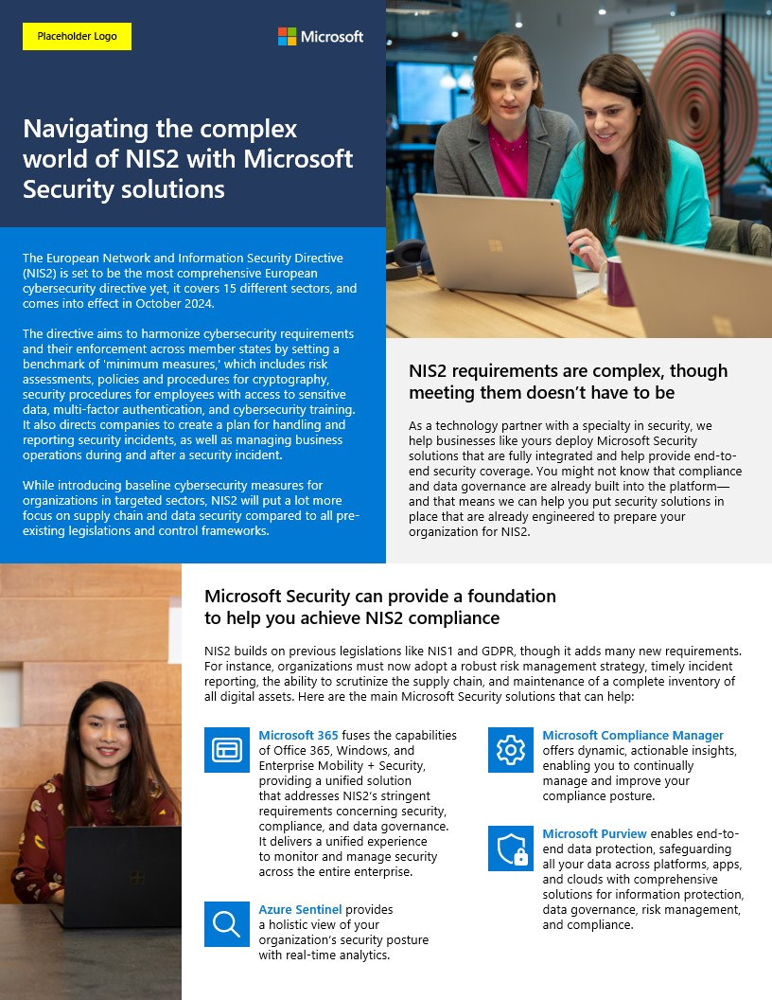 Placeholder Logo
Microsoft
Navigating the complex
world of NIS2 with Microsoft
Security solutions
The European Network and Information Security Directive
(NIS2) is set to be the most comprehensive European
cybersecurity directive yet, it covers 15 different sectors, and
comes into effect in October 2024.
The directive aims to harmonize cybersecurity requirements
and their enforcement across member states by setting a
benchmark of 'minimum measures,' which includes risk
assessments, policies and procedures for cryptography,
security procedures for employees with access to sensitive
data, multi-factor authentication, and cybersecurity training.
It also directs companies to create a plan for handling and
reporting security incidents, as well as managing business
operations during and after a security incident.
While introducing baseline cybersecurity measures for
organizations in targeted sectors, NIS2 will put a lot more
focus on supply chain and data security compared to all pre-
existing legislations and control frameworks.
NIS2 requirements are complex, though
meeting them doesn’t have to be
As a technology partner with a specialty in security, we
help businesses like yours deploy Microsoft Security
solutions that are fully integrated and help provide end-to-
end security coverage. You might not know that compliance
and data governance are already built into the platform—
and that means we can help you put security solutions in
place that are already engineered to prepare your
organization for NIS2.
Microsoft Security can provide a foundation
to help you achieve NIS2 compliance
NIS2 builds on previous legislations like NIS1 and GDPR, though it adds many new requirements.
For instance, organizations must now adopt a robust risk management strategy, timely incident
reporting, the ability to scrutinize the supply chain, and maintenance of a complete inventory of
all digital assets. Here are the main Microsoft Security solutions that can help:
Microsoft 365 fuses the capabilities
of Office 365, Windows, and
Enterprise Mobility + Security,
providing a unified solution
that addresses NIS2’s stringent
requirements concerning security,
compliance, and data governance.
It delivers a unified experience
to monitor and manage security
across the entire enterprise.
Azure Sentinel provides
a holistic view of your
organization’s security posture
with real-time analytics.
Microsoft Compliance Manager
offers dynamic, actionable insights,
enabling you to continually
manage and improve your
compliance posture.
Microsoft Purview enables end-to-
end data protection, safeguarding
all your data across platforms, apps,
and clouds with comprehensive
solutions for information protection,
data governance, risk management,
and compliance.